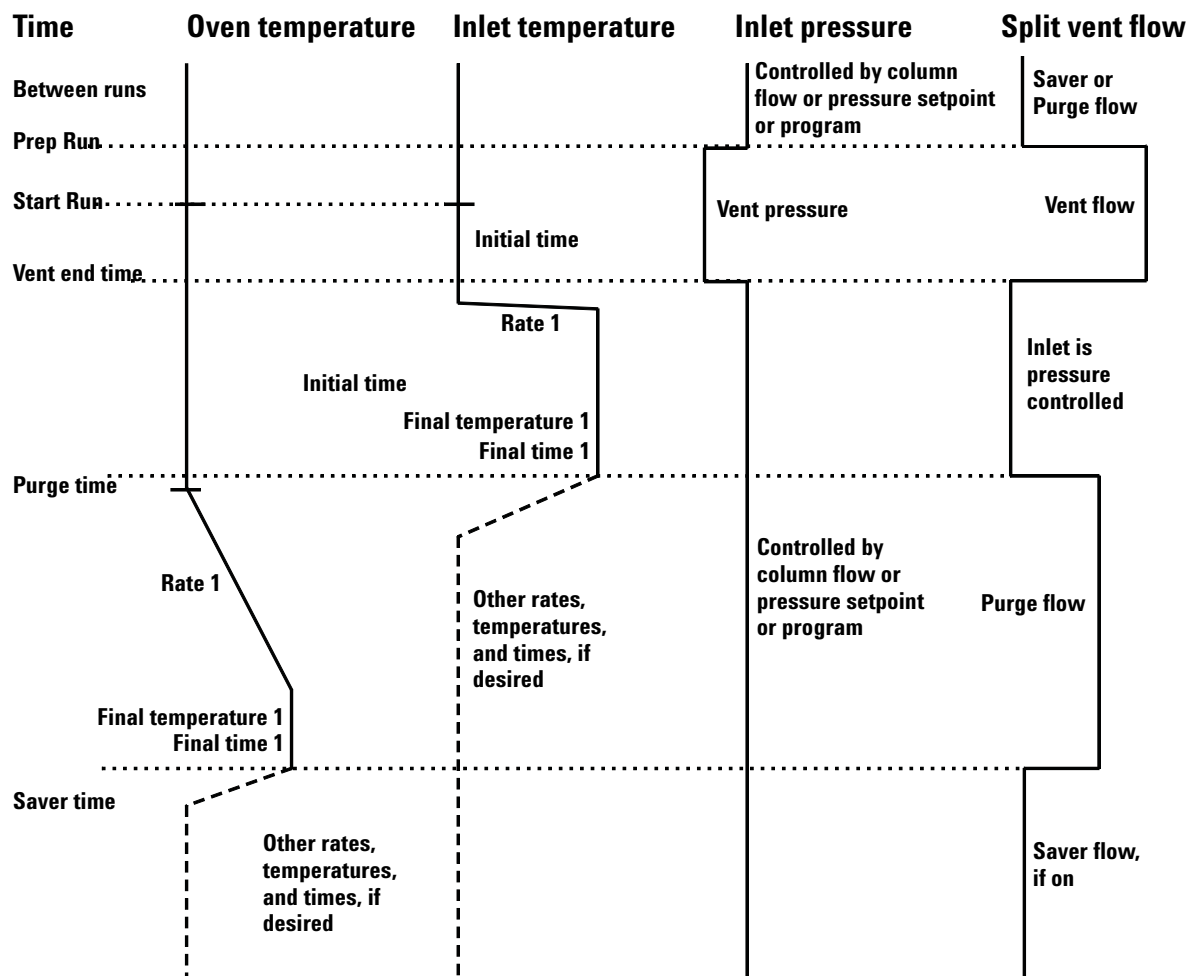 Time Oven temperature Inlet temperature Inlet pressure Split vent flow
Between runs
Controlled by column
flow or pressure setpoint
or program
Saver or
Purge flow
Prep Run
Start Run
Initial time
Vent pressure
Vent flow
Vent end time
Rate 1
Initial time
Final temperature 1
Final time 1
Inlet is
pressure
controlled
Purge time
Rate 1
Other rates,
temperatures,
and times, if
desired
Controlled by
column flow or
pressure setpoint
or program
Purge flow
Final temperature 1
Final time 1
Saver time
Other rates,
temperatures,
and times, if
desired
Saver flow,
if on